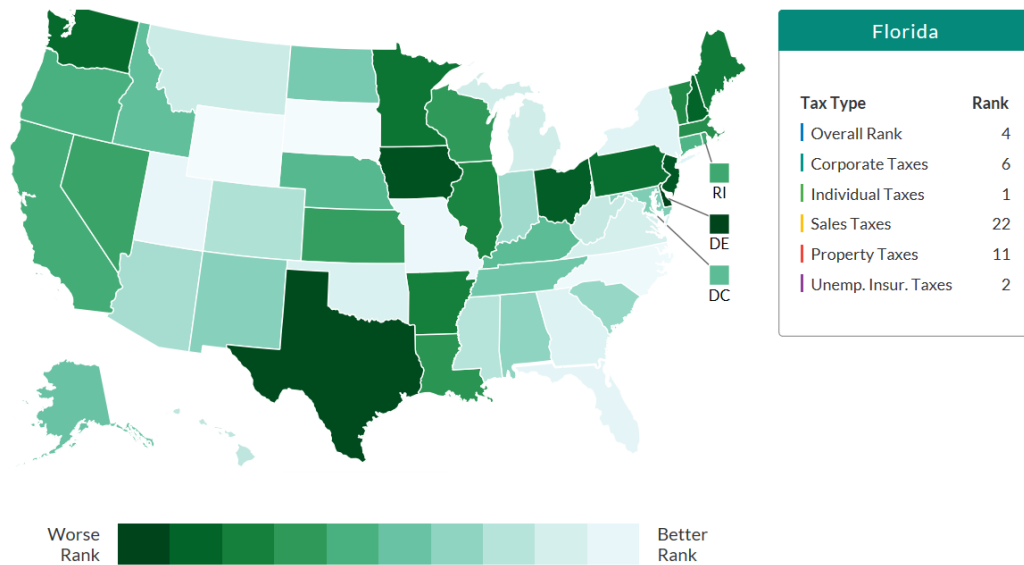 Florida
Tax Type Rank
Overall Rank 4
Corporate Taxes 6
Individual Taxes 1
Sales Taxes 22
Property Taxes 11
Unemp. Insur. Taxes 2
RI
DE
DC
Worse
Rank
Better
Rank